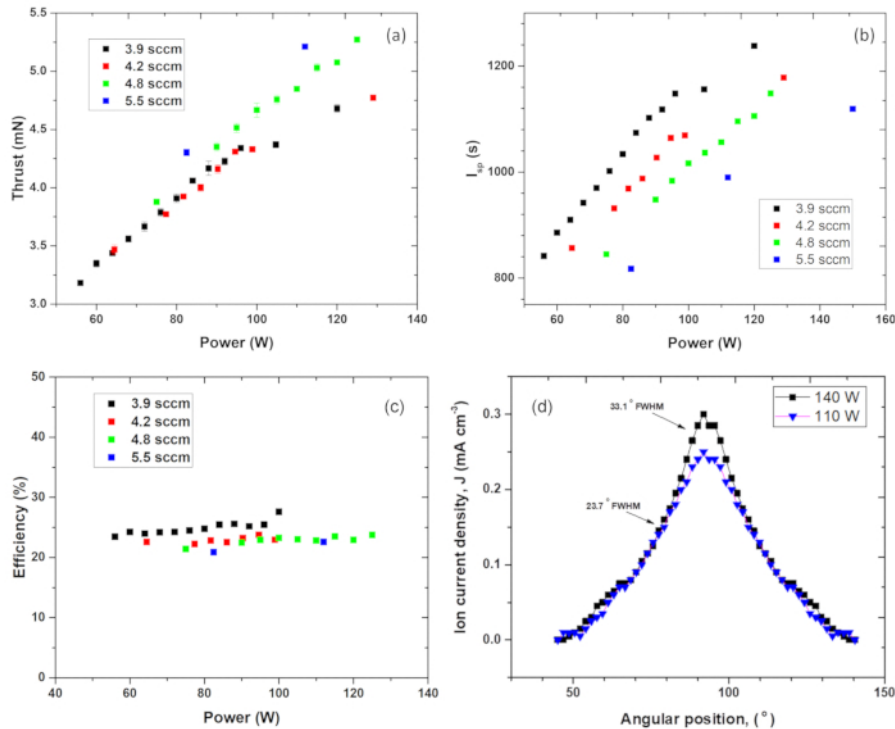 (a)
3.9 sccm
4.2 sccm
4.8 sccm
5.5 sccm
Thrust (mN)
5.5
5.0
4.5
4.0
3.5
3.0
60 80 100 120 140
Power (W)
(b)
I_sp (s)
1200
1000
800
3.9 sccm
4.2 sccm
4.8 sccm
5.5 sccm
40 60 80 100 120 140 160
Power (W)
(c)
3.9 sccm
4.2 sccm
4.8 sccm
5.5 sccm
Efficiency (%)
50
40
30
20
10
0
40 60 80 100 120 140
Power (W)
(d)
140 W
110 W
33.1° FWHM
23.7° FWHM
Ion current density, J (mA cm⁻³)
0.3
0.2
0.1
0.0
50 100 150
Angular position, (°)